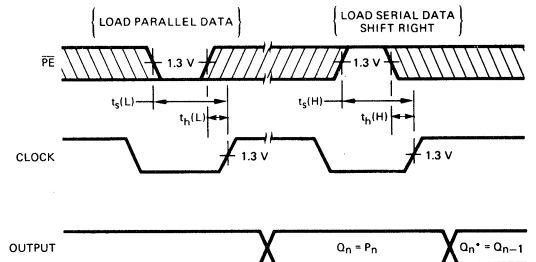 LOAD PARALLEL DATA
LOAD SERIAL DATA
SHIFT RIGHT
PE
1.3 V
1.3 V
ts(L)
th(L)
ts(H)
th(H)
CLOCK
1.3 V
1.3 V
OUTPUT
Qn = Pn
Qn* = Qn–1